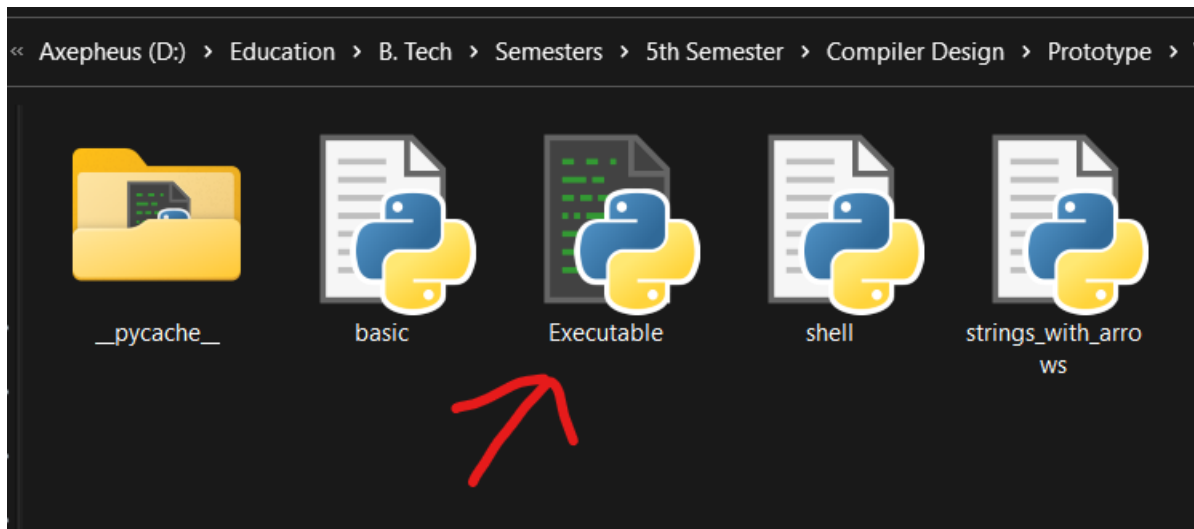 « Axepheus (D:) > Education > B. Tech > Semesters > 5th Semester > Compiler Design > Prototype >
__pycache__ basic Executable shell strings_with_arro
ws